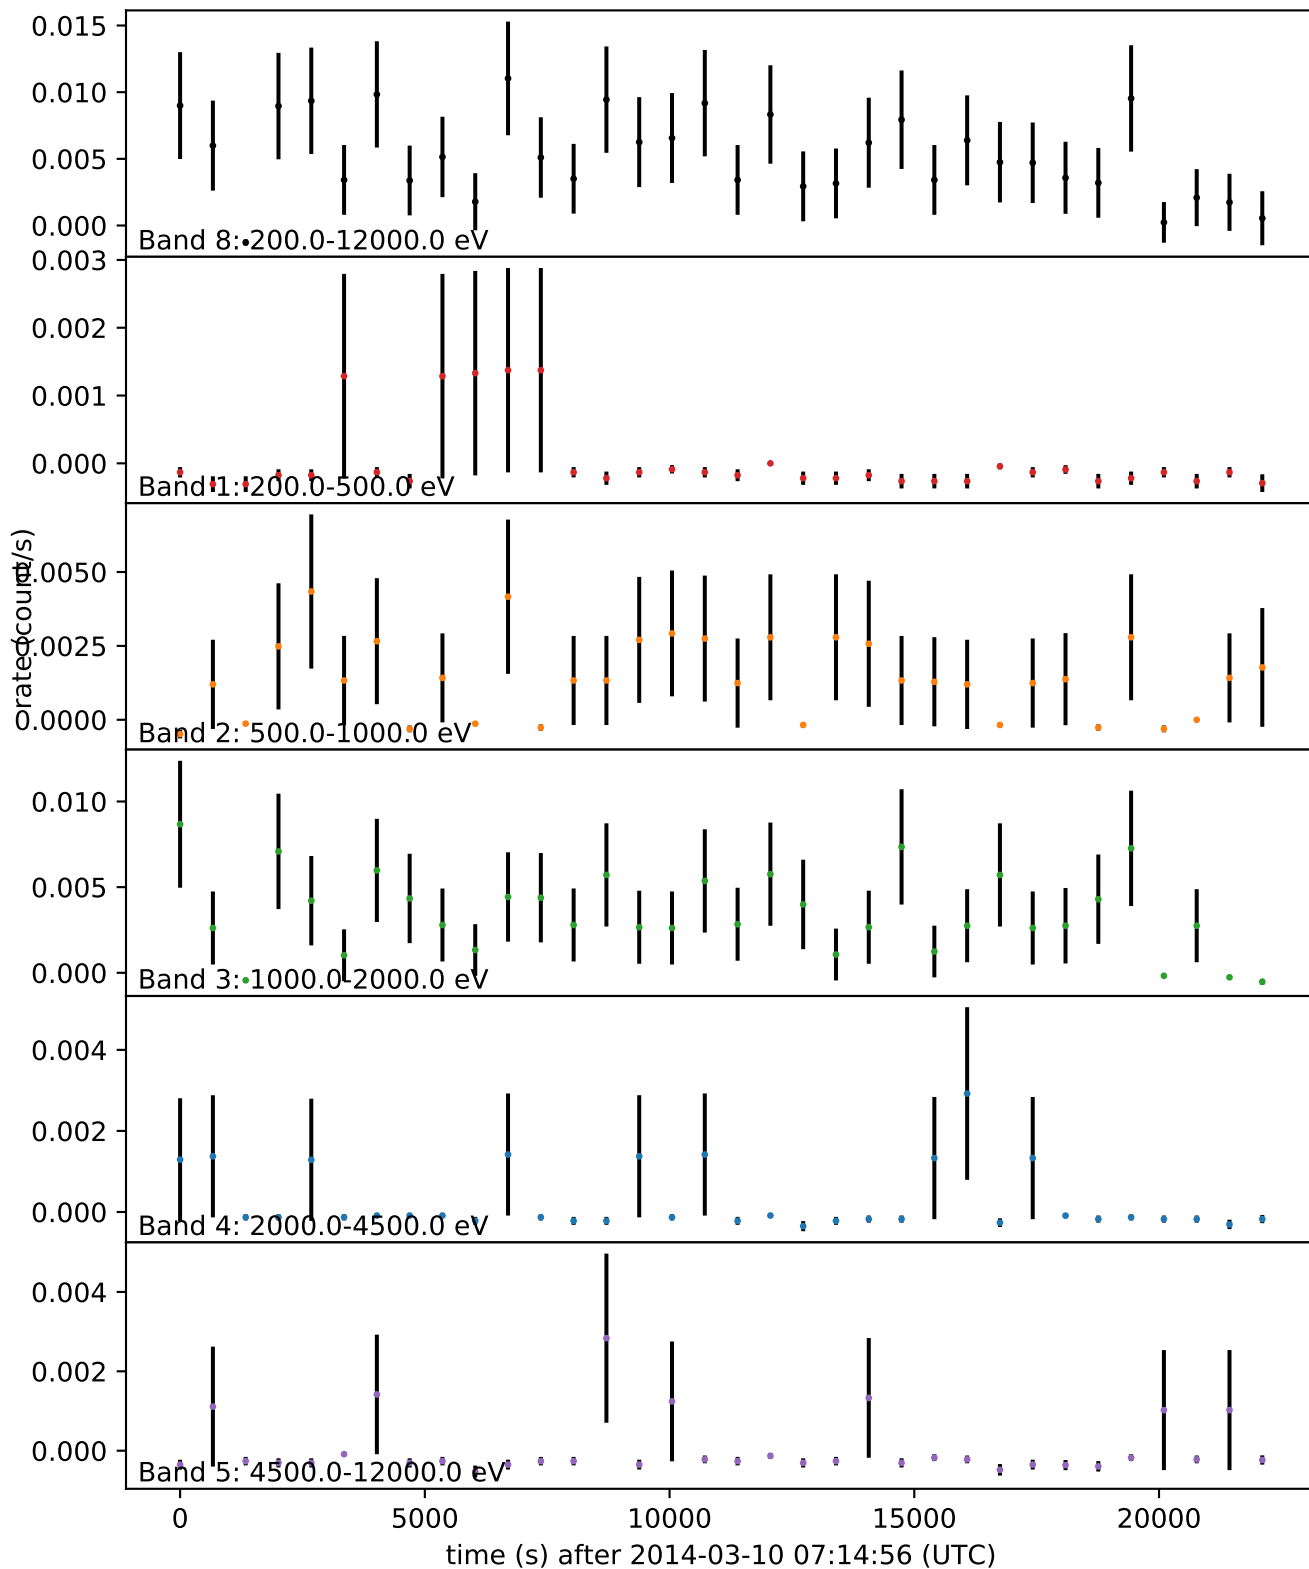 0.015
0.010
0.005
0.000
Band 8: 200.0-12000.0 eV
0.003
0.002
0.001
0.000
Band 1: 200.0-500.0 eV
0.0050
0.0025
0.0000
Band 2: 500.0-1000.0 eV
orate (count/s)
0.010
0.005
0.000
Band 3: 1000.0-2000.0 eV
0.004
0.002
0.000
Band 4: 2000.0-4500.0 eV
0.004
0.002
0.000
Band 5: 4500.0-12000.0 eV
0 5000 10000 15000 20000
time (s) after 2014-03-10 07:14:56 (UTC)